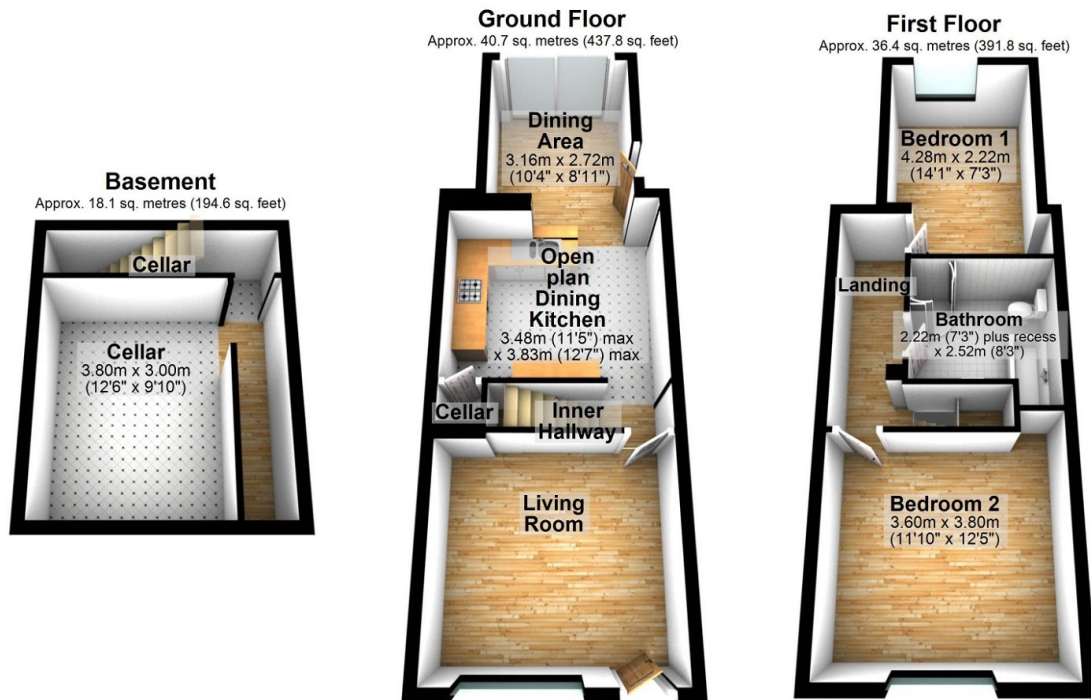 Basement
Approx. 18.1 sq. metres (194.6 sq. feet)
Cellar
Cellar
3.80m x 3.00m
(12'6" x 9'10")
Ground Floor
Approx. 40.7 sq. metres (437.8 sq. feet)
Dining
Area
3.16m x 2.72m
(10'4" x 8'11")
Open
plan
Dining
Kitchen
3.48m (11'5") max
x 3.83m (12'7") max
Cellar
Inner
Hallway
Living
Room
First Floor
Approx. 36.4 sq. metres (391.8 sq. feet)
Bedroom 1
4.28m x 2.22m
(14'1" x 7'3")
Landing
Bathroom
2.22m (7'3") plus recess
x 2.52m (8'3")
Bedroom 2
3.60m x 3.80m
(11'10" x 12'5")